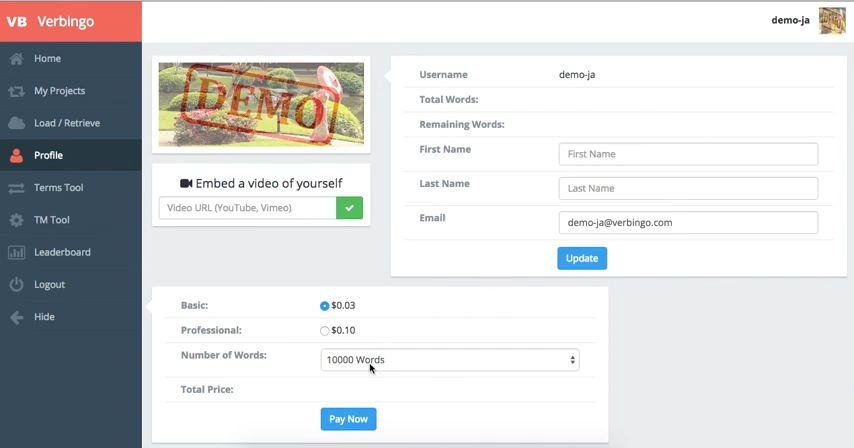 VB Verbingo
demo-ja
Home
My Projects
Load / Retrieve
Profile
Terms Tool
TM Tool
Leaderboard
Logout
Hide
DEMO
Embed a video of yourself
Video URL (YouTube, Vimeo)
Username demo-ja
Total Words:
Remaining Words:
First Name First Name
Last Name Last Name
Email demo-ja@verbingo.com
Update
Basic: $0.03
Professional: $0.10
Number of Words: 10000 Words
Total Price:
Pay Now